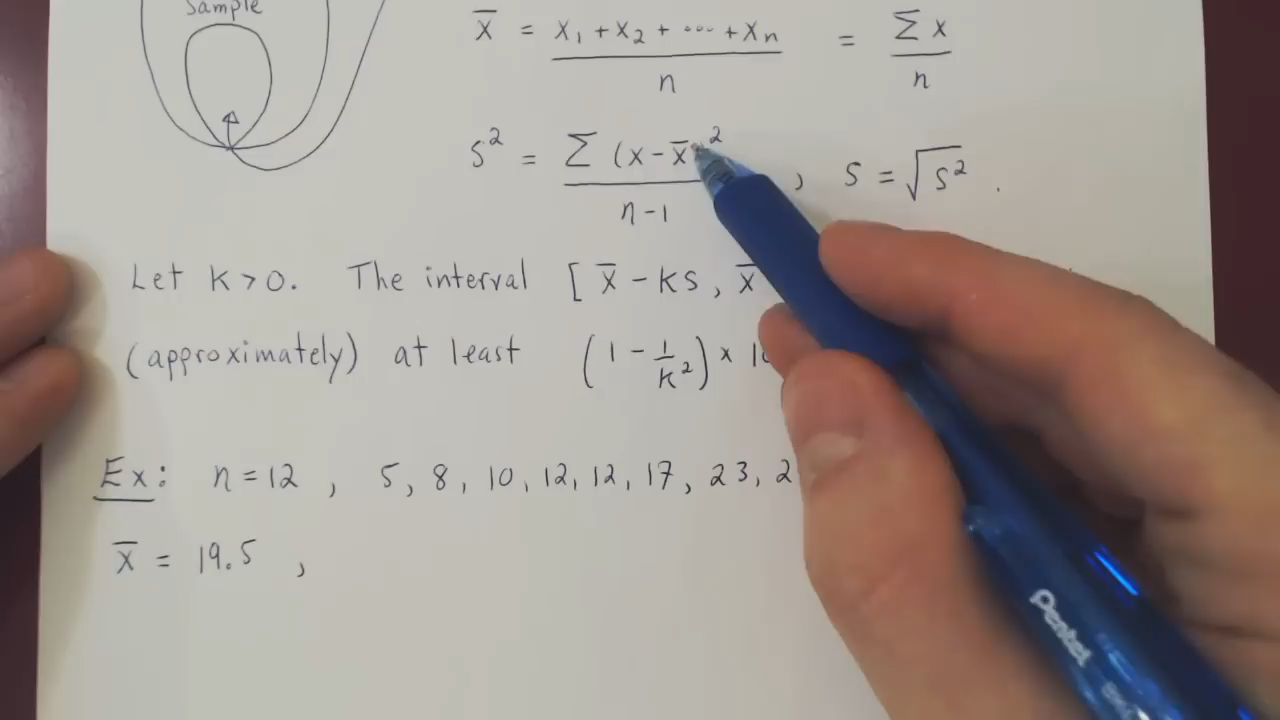 Sample
x̄ = x₁ + x₂ + ... + xₙ / n = Σx / n
s² = Σ(x - x̄)² / n - 1 , s = √s² .
Let k > 0. The interval [ x̄ - ks , x̄
(approximately) at least (1 - 1/k²) × 10
Ex: n = 12 , 5, 8, 10, 12, 12, 17, 23, 2
x̄ = 19.5 ,
Pentel